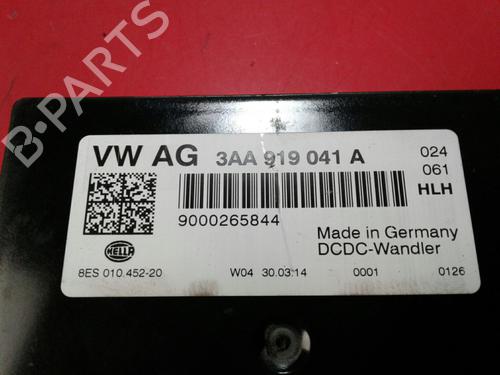 B-PARTS
VW AG 3AA 919 041 A 024
061
HLH
9000265844
Made in Germany
DCDC-Wandler
HELLA
8ES 010.452-20 W04 30.03.14 0001 0126